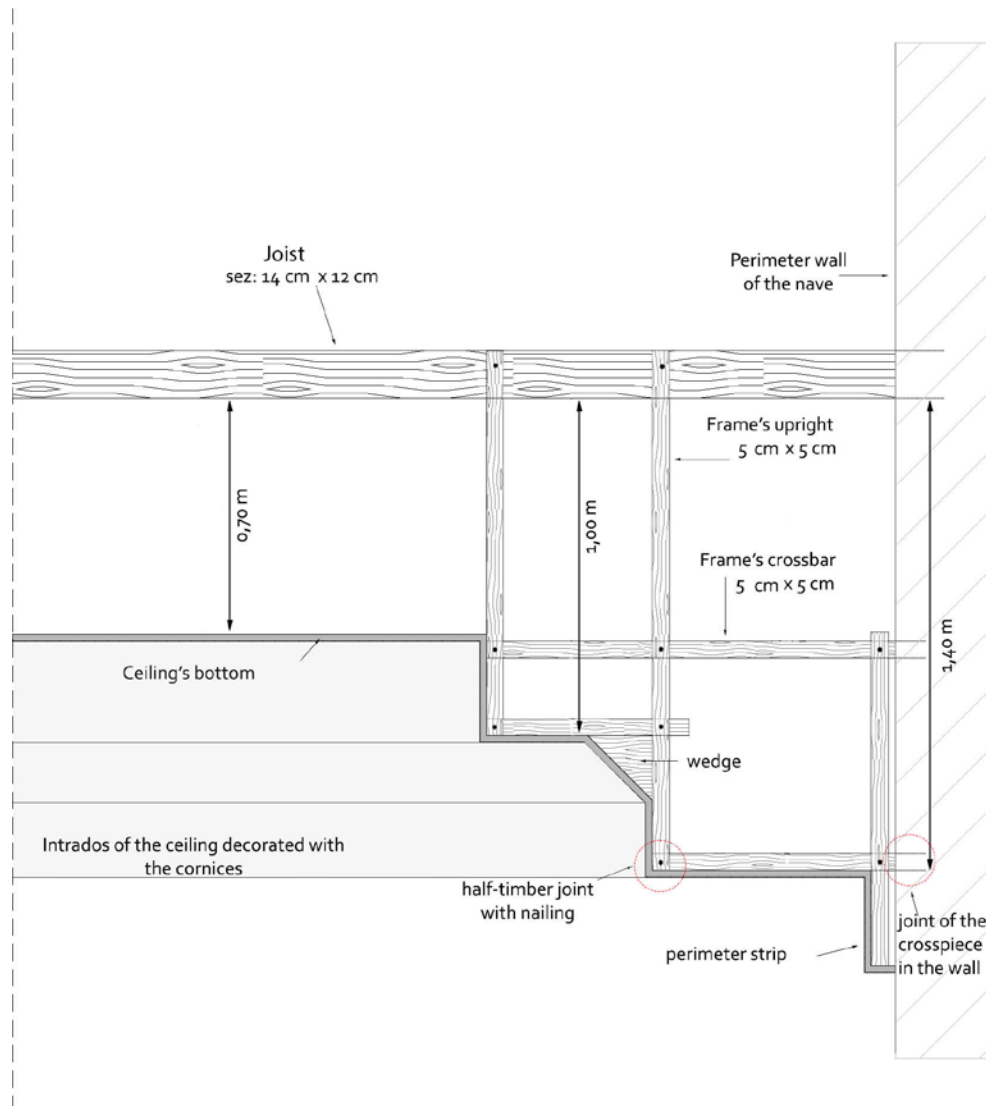 Joist
sez: 14 cm x 12 cm
Perimeter wall
of the nave
Frame's upright
5 cm x 5 cm
0,70 m
1,00 m
Frame's crossbar
5 cm x 5 cm
1,40 m
Ceiling's bottom
wedge
Intrados of the ceiling decorated with
the cornices
half-timber joint
with nailing
joint of the
crosspiece
in the wall
perimeter strip